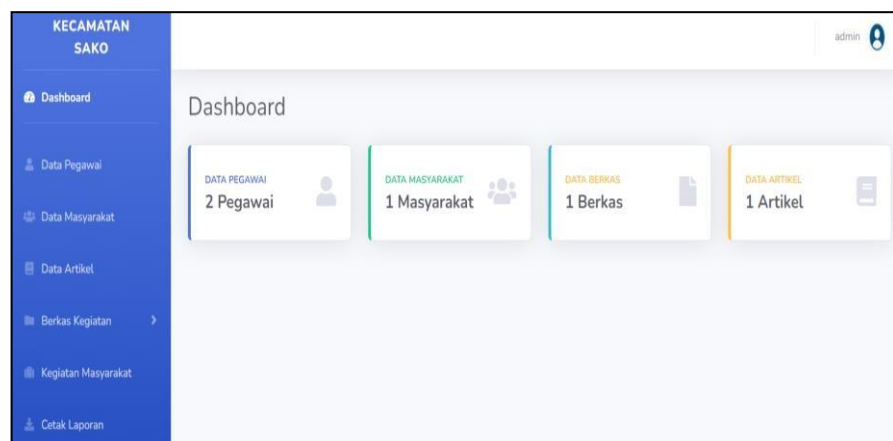 KECAMATAN
SAKO
admin
Dashboard
Dashboard
Data Pegawai
Data Masyarakat
Data Artikel
Berkas Kegiatan
Kegiatan Masyarakat
Cetak Laporan
DATA PEGAWAI
2 Pegawai
DATA MASYARAKAT
1 Masyarakat
DATA BERKAS
1 Berkas
DATA ARTIKEL
1 Artikel